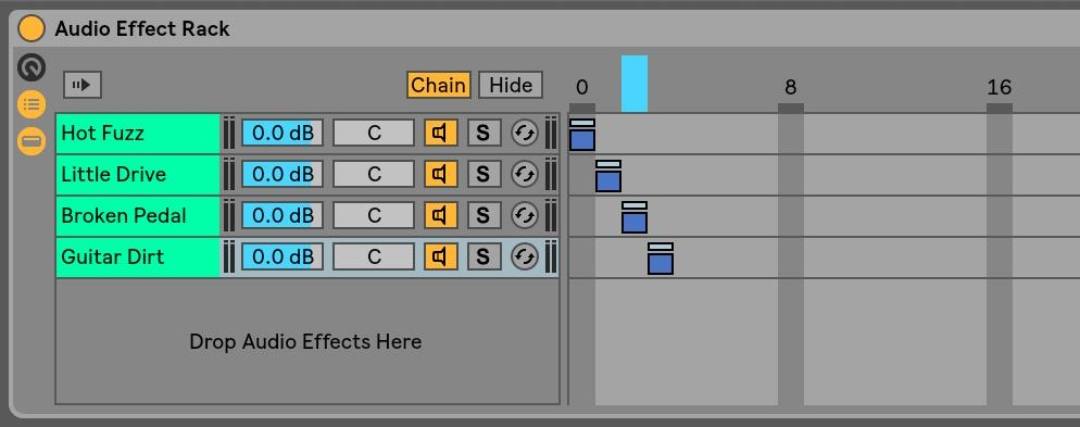 Audio Effect Rack
Chain Hide 0 8 16
Hot Fuzz 0.0 dB C S
Little Drive 0.0 dB C S
Broken Pedal 0.0 dB C S
Guitar Dirt 0.0 dB C S
Drop Audio Effects Here